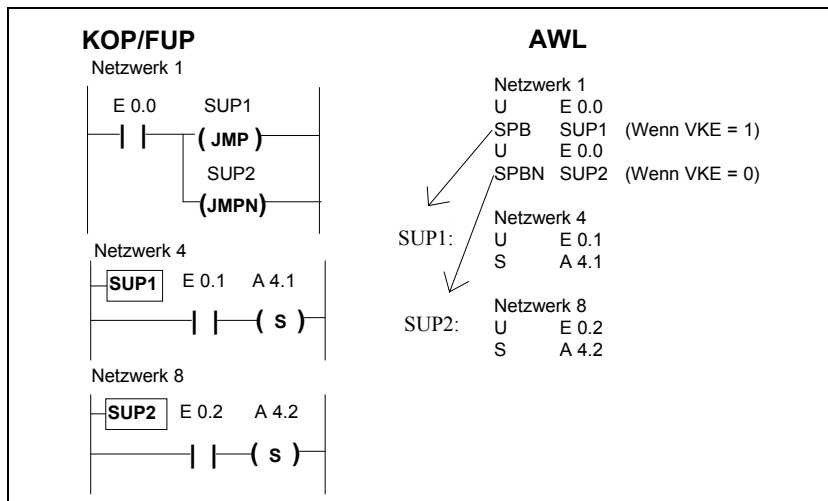 KOP/FUP
Netzwerk 1
E 0.0 SUP1
( JMP )
SUP2
(JMPN)
Netzwerk 4
SUP1 E 0.1 A 4.1
( S )
Netzwerk 8
SUP2 E 0.2 A 4.2
( S )
AWL
Netzwerk 1
U E 0.0
SPB SUP1 (Wenn VKE = 1)
U E 0.0
SPBN SUP2 (Wenn VKE = 0)
Netzwerk 4
SUP1: U E 0.1
S A 4.1
Netzwerk 8
SUP2: U E 0.2
S A 4.2